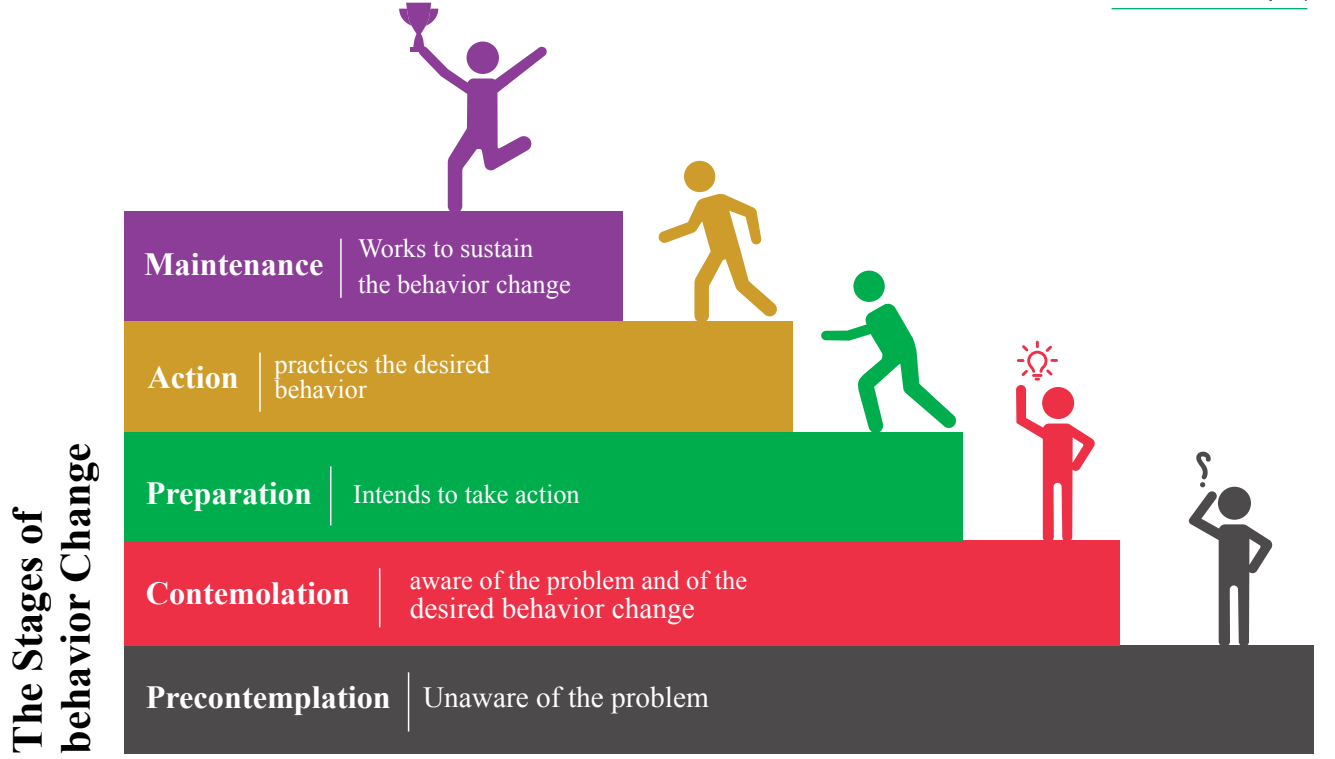 Maintenance
Works to sustain
the behavior change
Action
practices the desired
behavior
Preparation
Intends to take action
Contemolation
aware of the problem and of the
desired behavior change
Precontemplation
Unaware of the problem
The Stages of
behavior Change